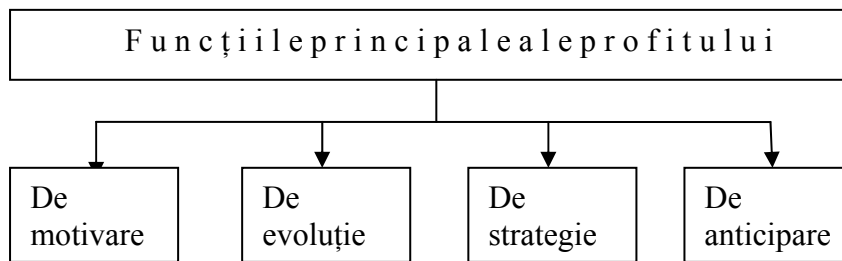 F u n c ț i i l e p r i n c i p a l e a l e p r o f i t u l u i
De
motivare
De
evoluție
De
strategie
De
anticipare